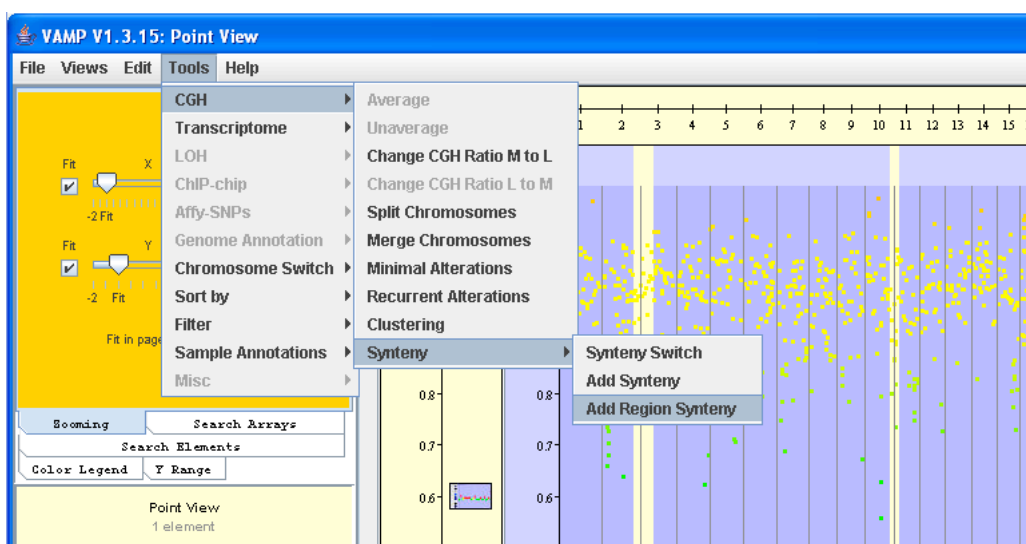 VAMP V1.3.15: Point View
File Views Edit Tools Help
CGH
Transcriptome
LOH
ChIP-chip
Affy-SNPs
Genome Annotation
Chromosome Switch
Sort by
Filter
Sample Annotations
Misc
Average
Unaverage
Change CGH Ratio M to L
Change CGH Ratio L to M
Split Chromosomes
Merge Chromosomes
Minimal Alterations
Recurrent Alterations
Clustering
Synteny
Synteny Switch
Add Synteny
Add Region Synteny
1 2 3 4 5 6 7 8 9 10 11 12 13 14 15
Fit X
-2 Fit
Fit Y
-2 Fit
Fit in page
0.8 0.8
0.7 0.7
0.6 0.6
Zooming Search Arrays
Search Elements
Color Legend Y Range
Point View
1 element